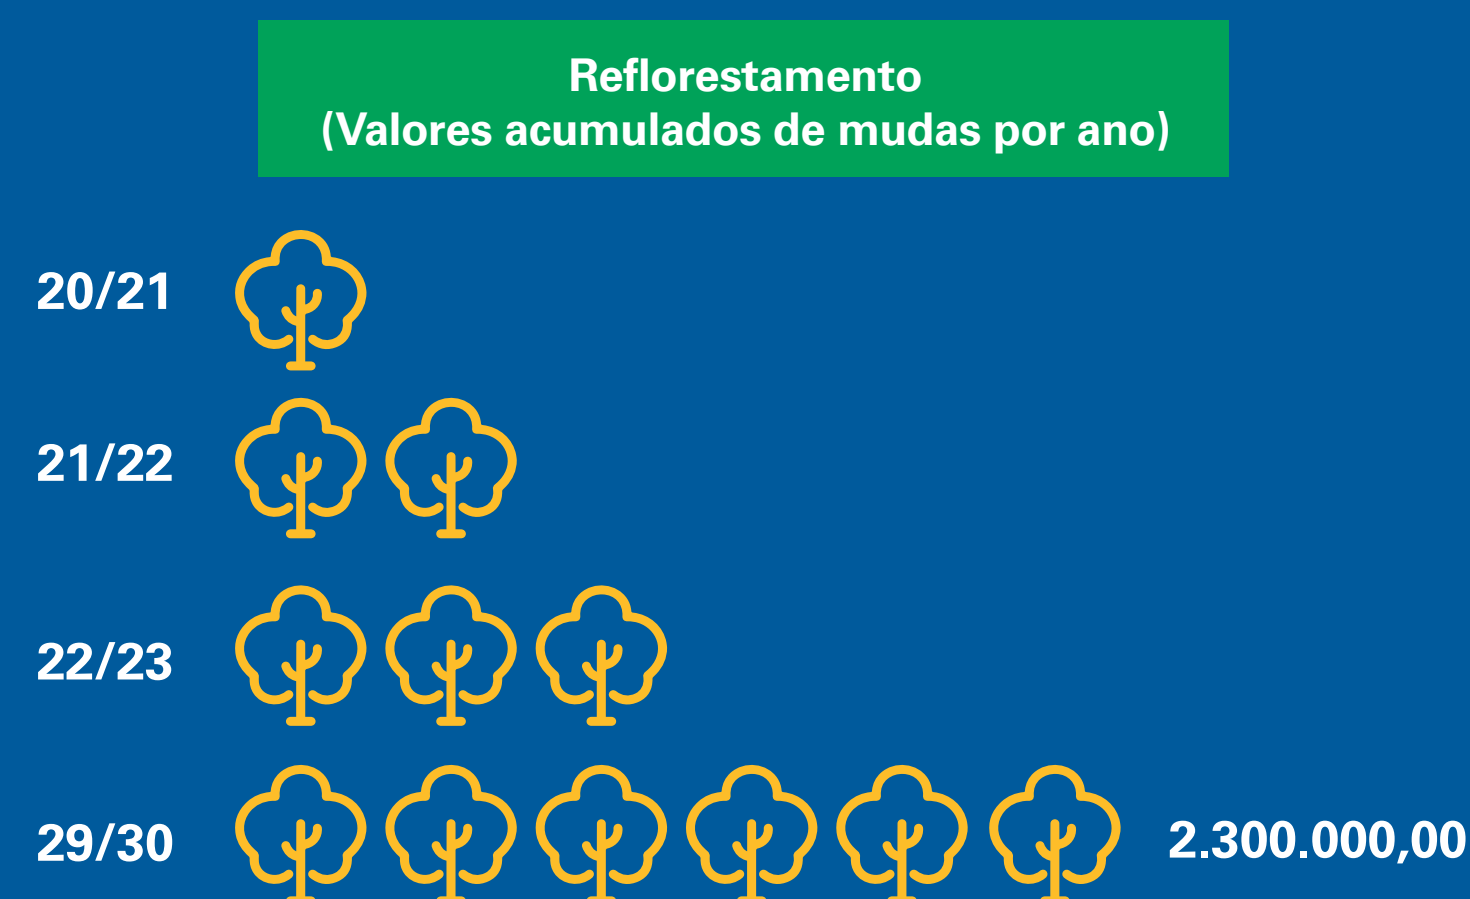 Reflorestamento
(Valores acumulados de mudas por ano)
20/21
21/22
22/23
29/30 2.300.000,00